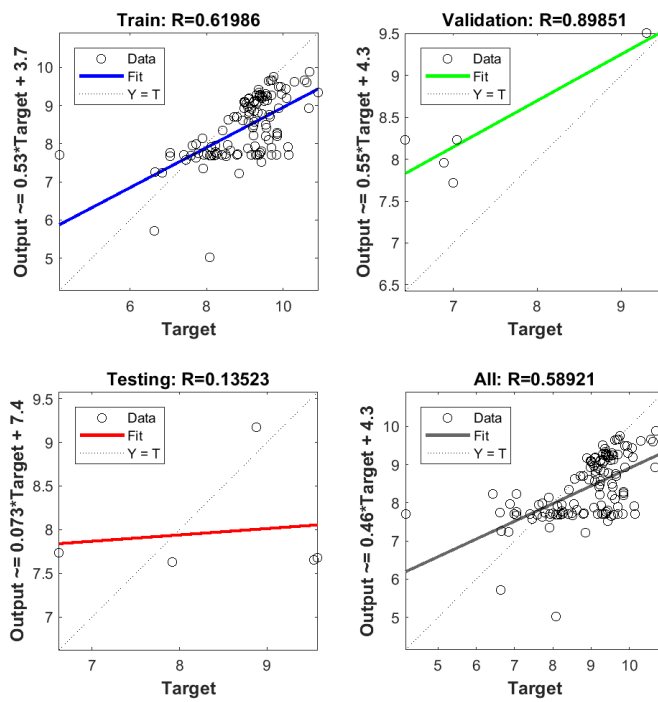 Train: R=0.61986
Output ~= 0.53*Target + 3.7
10
9
8
7
6
5
Data
Fit
Y = T
6
8
10
Target
Validation: R=0.89851
Output ~= 0.55*Target + 4.3
9.5
9
8.5
8
7.5
7
6.5
Data
Fit
Y = T
7
8
9
Target
Testing: R=0.13523
Output ~= 0.073*Target + 7.4
9.5
9
8.5
8
7.5
7
Data
Fit
Y = T
7
8
9
Target
All: R=0.58921
Output ~= 0.46*Target + 4.3
10
9
8
7
6
5
Data
Fit
Y = T
5
6
7
8
9
10
Target